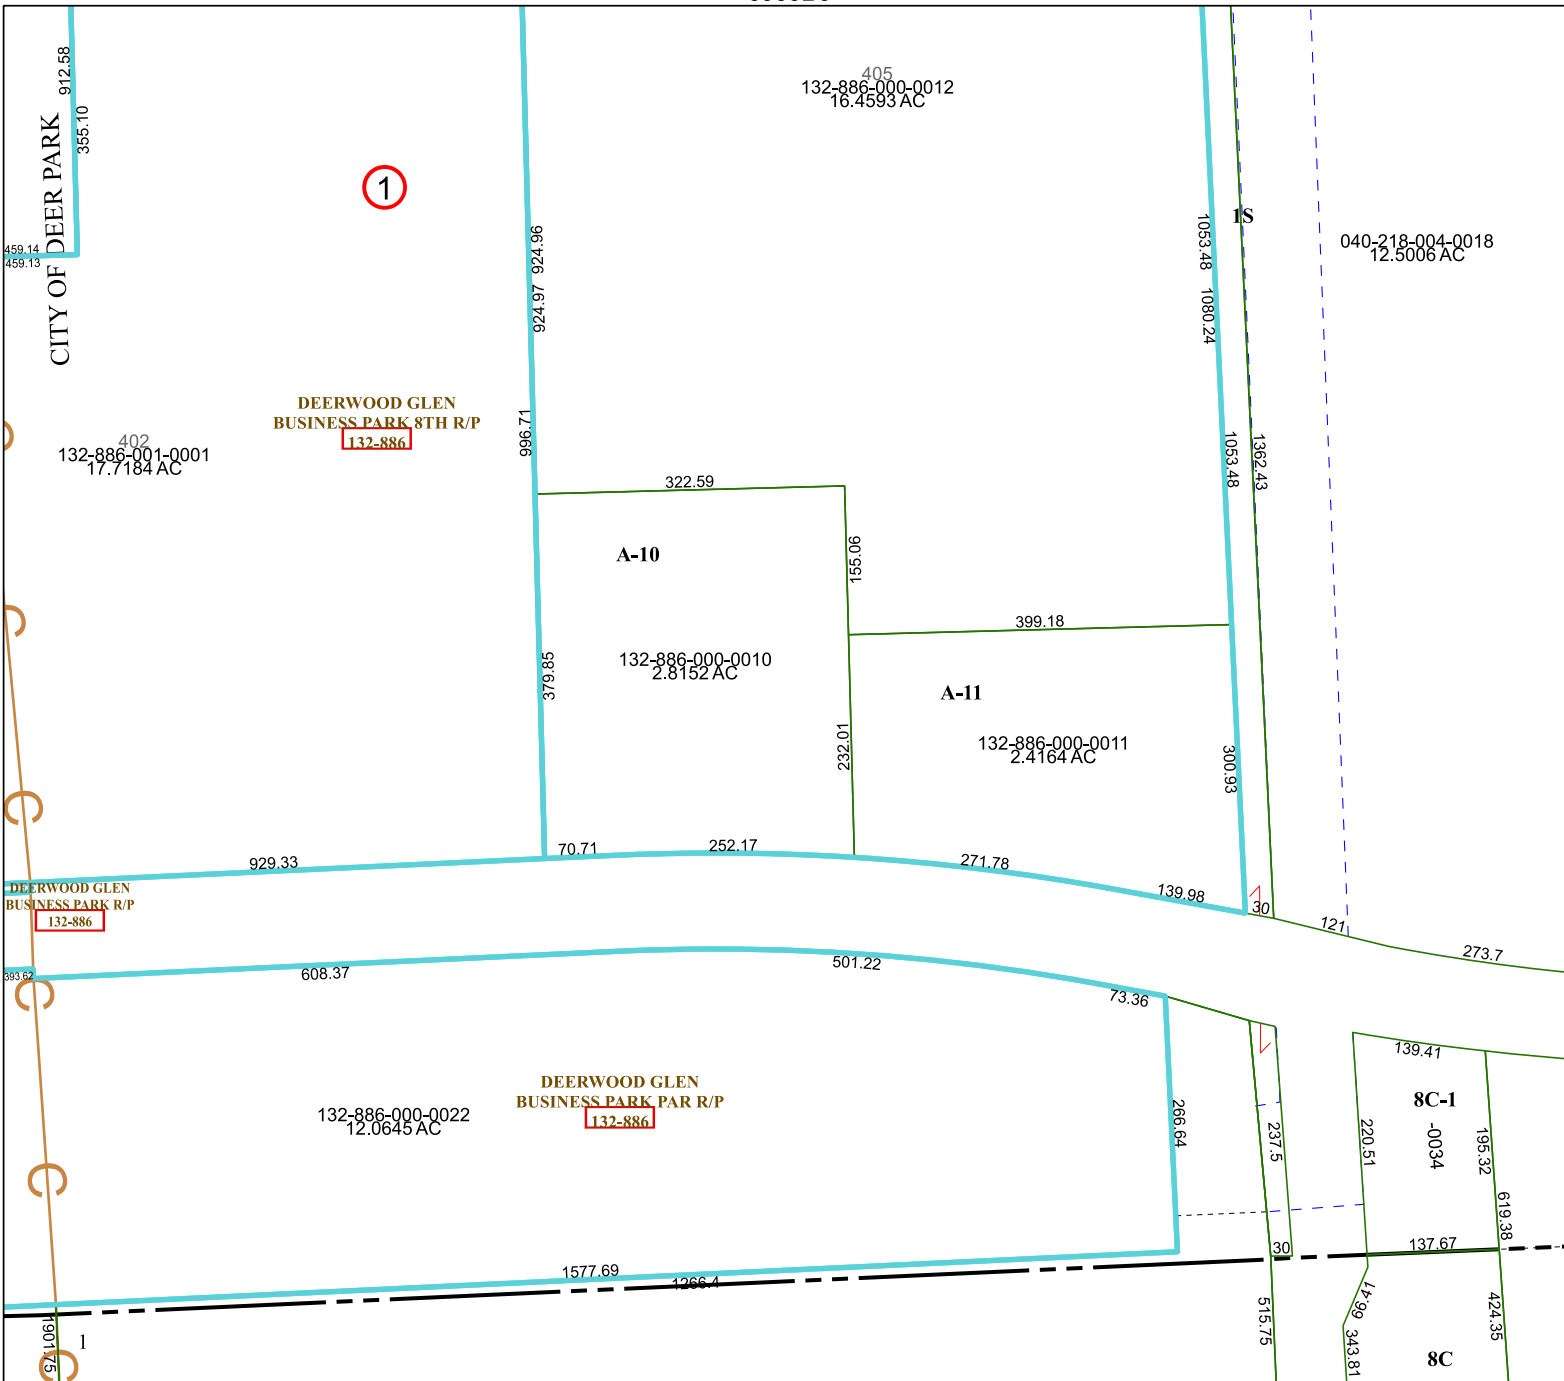 912.58
355.10
CITY OF DEER PARK
459.14
459.13
1
405
132-886-000-0012
16.4593 AC
924.96
924.97
996.71
1053.48
1080.24
1S
040-218-004-0018
12.5006 AC
1053.48
1362.43
DEERWOOD GLEN
BUSINESS PARK 8TH R/P
132-886
402
132-886-001-0001
17.7184 AC
322.59
A-10
155.06
399.18
132-886-000-0010
2.8152 AC
379.85
A-11
232.01
132-886-000-0011
2.4164 AC
300.93
929.33
70.71
252.17
271.78
139.98
30
121
273.7
DEERWOOD GLEN
BUSINESS PARK R/P
132-886
393.62
608.37
501.22
73.36
139.41
DEERWOOD GLEN
BUSINESS PARK PAR R/P
132-886
132-886-000-0022
12.0645 AC
266.64
237.5
220.51
8C-1
-0034
195.32
619.38
30
137.67
1577.69
1266.4
1901.75
1
515.75
66.41
343.81
424.35
8C
C
C
C
C
C
C